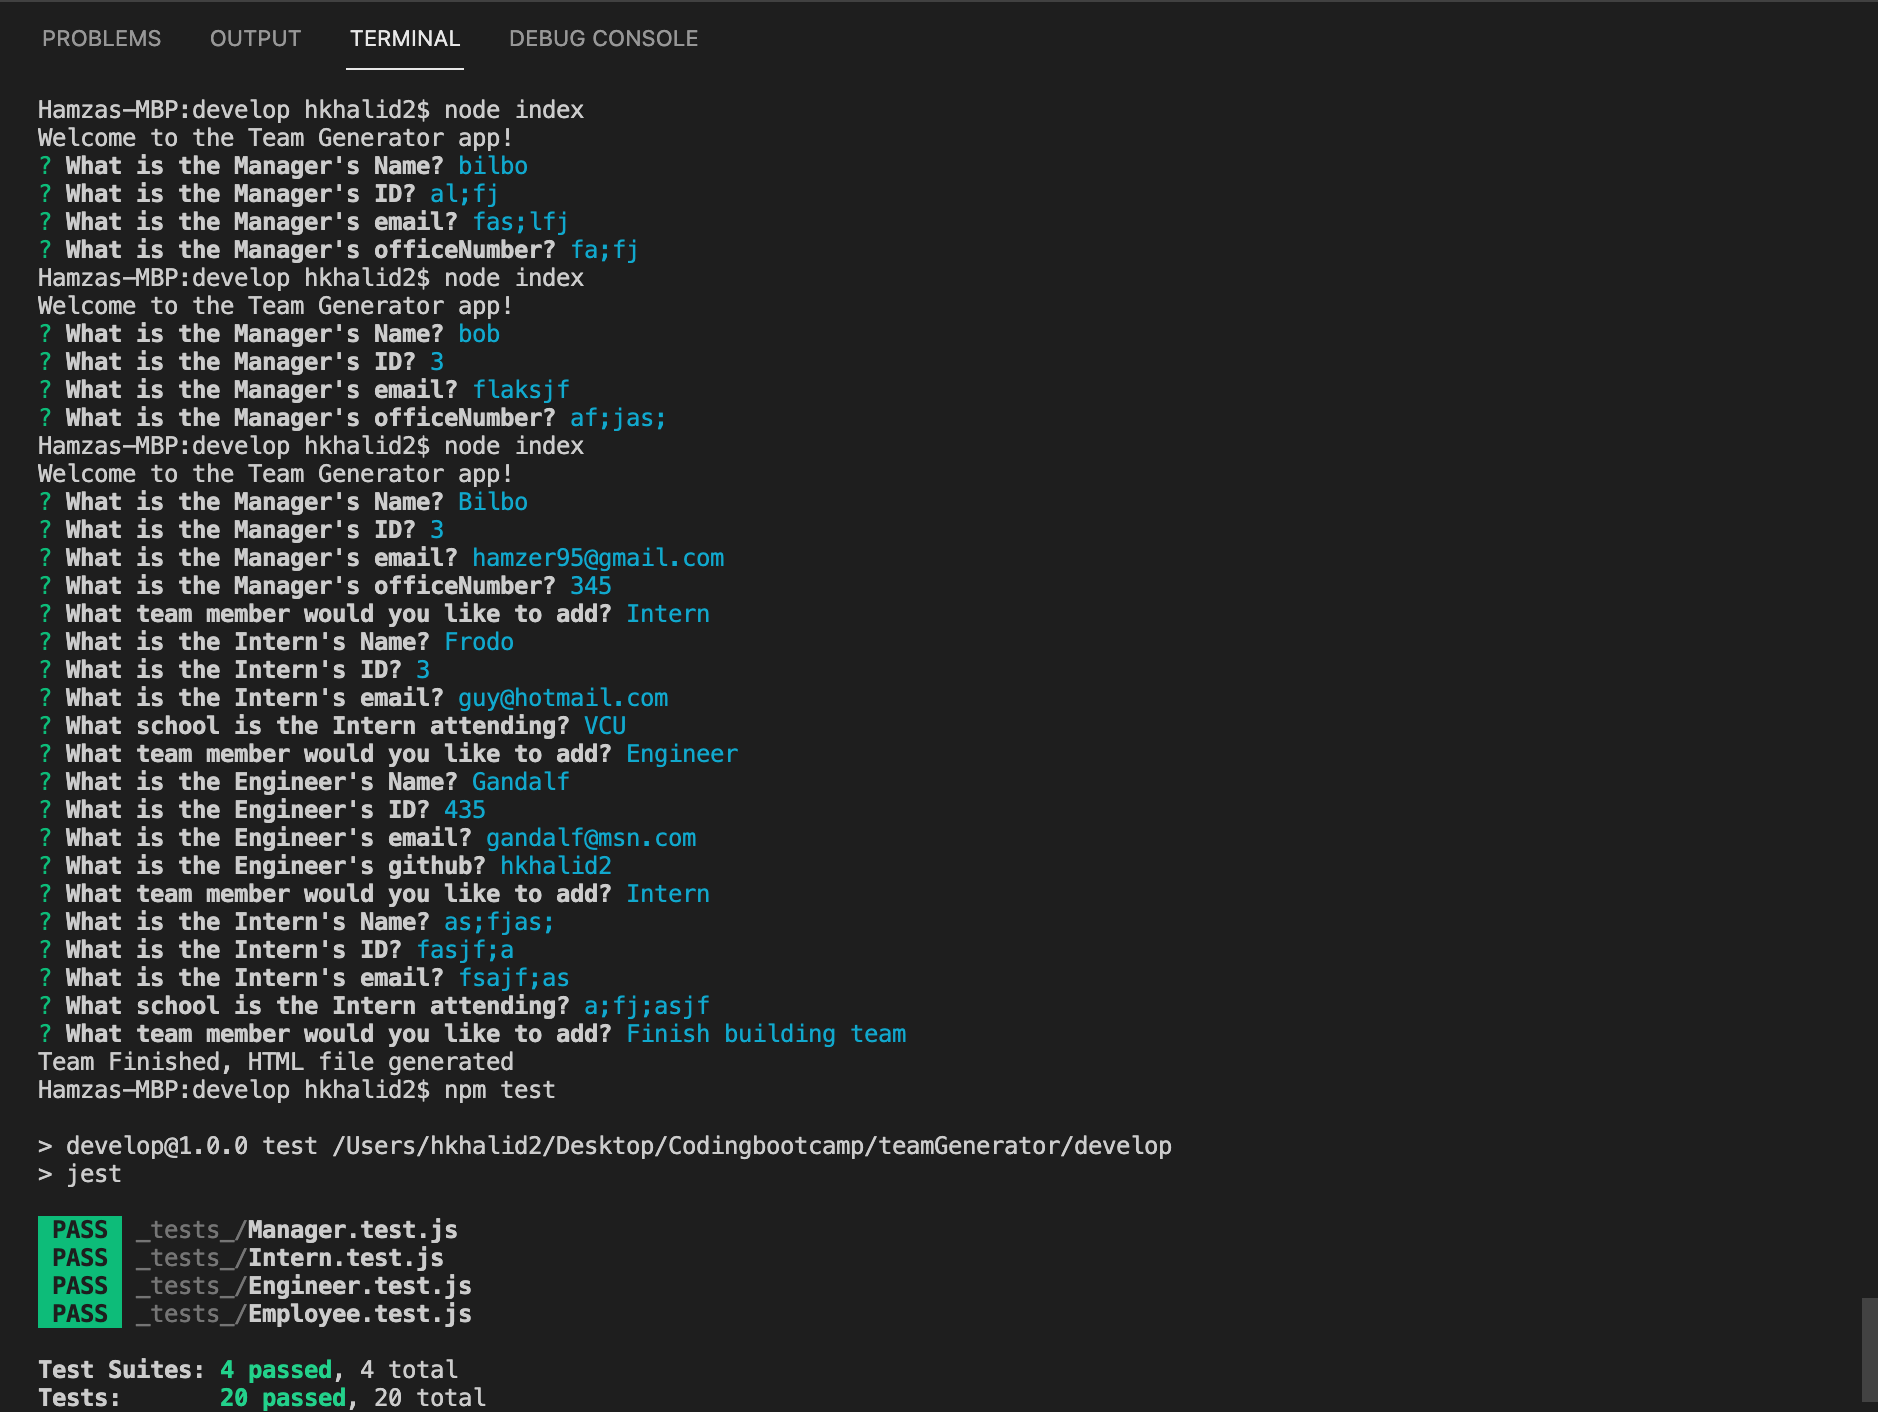 PROBLEMS OUTPUT TERMINAL DEBUG CONSOLE
Hamzas-MBP:develop hkhalid2$ node index
Welcome to the Team Generator app!
? What is the Manager's Name? bilbo
? What is the Manager's ID? al;fj
? What is the Manager's email? fas;lfj
? What is the Manager's officeNumber? fa;fj
Hamzas-MBP:develop hkhalid2$ node index
Welcome to the Team Generator app!
? What is the Manager's Name? bob
? What is the Manager's ID? 3
? What is the Manager's email? flaksjf
? What is the Manager's officeNumber? af;jas;
Hamzas-MBP:develop hkhalid2$ node index
Welcome to the Team Generator app!
? What is the Manager's Name? Bilbo
? What is the Manager's ID? 3
? What is the Manager's email? hamzer95@gmail.com
? What is the Manager's officeNumber? 345
? What team member would you like to add? Intern
? What is the Intern's Name? Frodo
? What is the Intern's ID? 3
? What is the Intern's email? guy@hotmail.com
? What school is the Intern attending? VCU
? What team member would you like to add? Engineer
? What is the Engineer's Name? Gandalf
? What is the Engineer's ID? 435
? What is the Engineer's email? gandalf@msn.com
? What is the Engineer's github? hkhalid2
? What team member would you like to add? Intern
? What is the Intern's Name? as;fjas;
? What is the Intern's ID? fasjf;a
? What is the Intern's email? fsajf;as
? What school is the Intern attending? a;fj;asjf
? What team member would you like to add? Finish building team
Team Finished, HTML file generated
Hamzas-MBP:develop hkhalid2$ npm test
> develop@1.0.0 test /Users/hkhalid2/Desktop/Codingbootcamp/teamGenerator/develop
> jest
PASS _tests_/Manager.test.js
PASS _tests_/Intern.test.js
PASS _tests_/Engineer.test.js
PASS _tests_/Employee.test.js
Test Suites: 4 passed, 4 total
Tests: 20 passed, 20 total